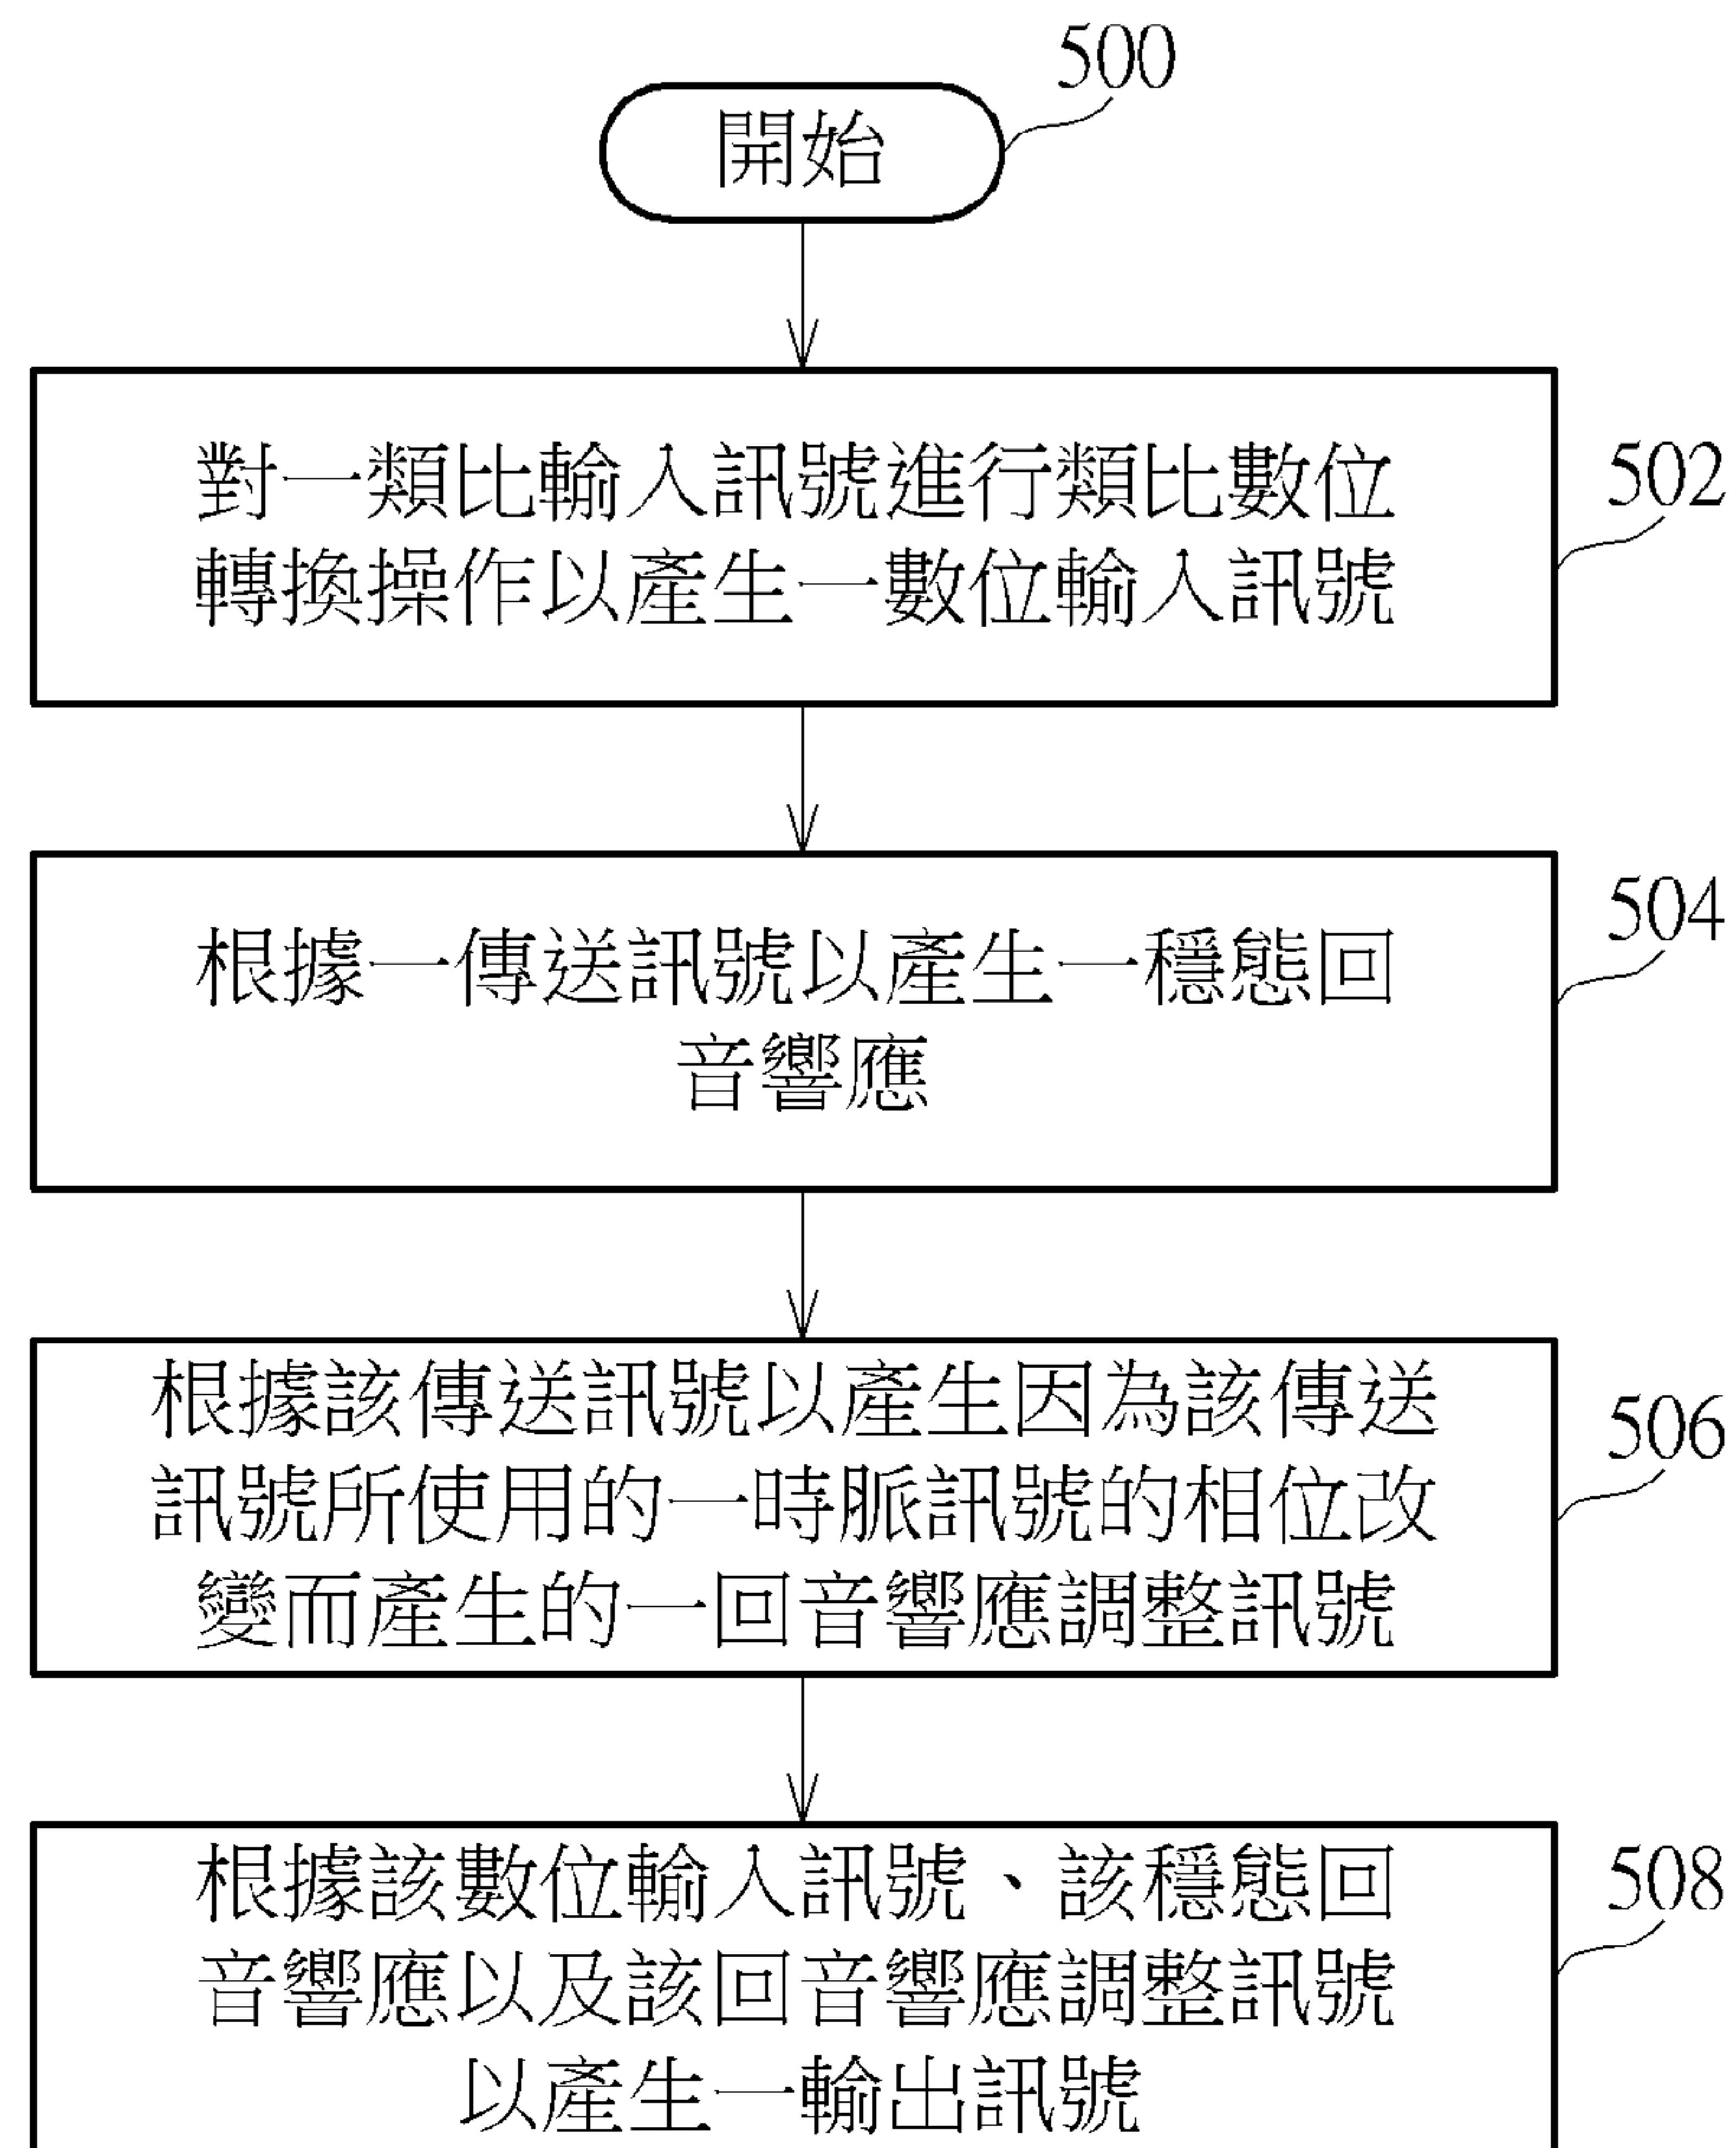 500
開始
對一類比輸入訊號進行類比數位
轉換操作以產生一數位輸入訊號
502
根據一傳送訊號以產生一穩態回
音響應
504
根據該傳送訊號以產生因為該傳送
訊號所使用的一時脈訊號的相位改
變而產生的一回音響應調整訊號
506
根據該數位輸入訊號、該穩態回
音響應以及該回音響應調整訊號
以產生一輸出訊號
508